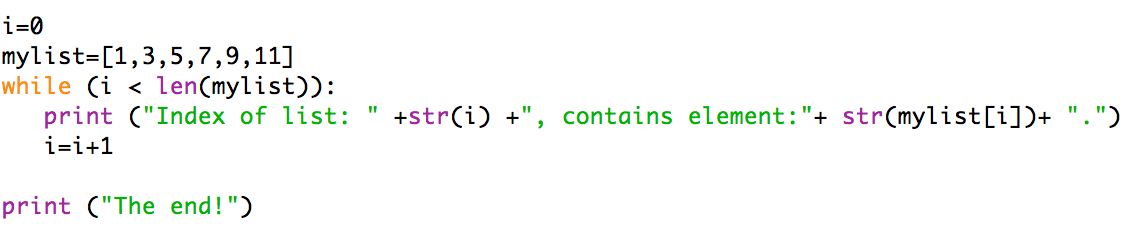 i=0
mylist=[1,3,5,7,9,11]
while (i < len(mylist)):
   print ("Index of list: " +str(i) +", contains element:"+ str(mylist[i])+ ".")
   i=i+1

print ("The end!")